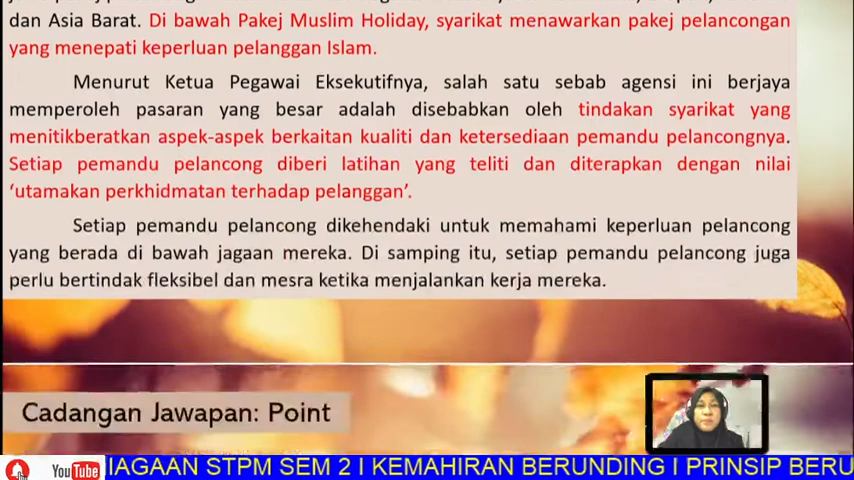 dan Asia Barat. Di bawah Pakej Muslim Holiday, syarikat menawarkan pakej pelancongan
yang menepati keperluan pelanggan Islam.
Menurut Ketua Pegawai Eksekutifnya, salah satu sebab agensi ini berjaya
memperoleh pasaran yang besar adalah disebabkan oleh tindakan syarikat yang
menitikberatkan aspek-aspek berkaitan kualiti dan ketersediaan pemandu pelancongnya.
Setiap pemandu pelancong diberi latihan yang teliti dan diterapkan dengan nilai
‘utamakan perkhidmatan terhadap pelanggan’.
Setiap pemandu pelancong dikehendaki untuk memahami keperluan pelancong
yang berada di bawah jagaan mereka. Di samping itu, setiap pemandu pelancong juga
perlu bertindak fleksibel dan mesra ketika menjalankan kerja mereka.
Cadangan Jawapan: Point
YouTube IAGAAN STPM SEM 2 I KEMAHIRAN BERUNDING I PRINSIP BERU